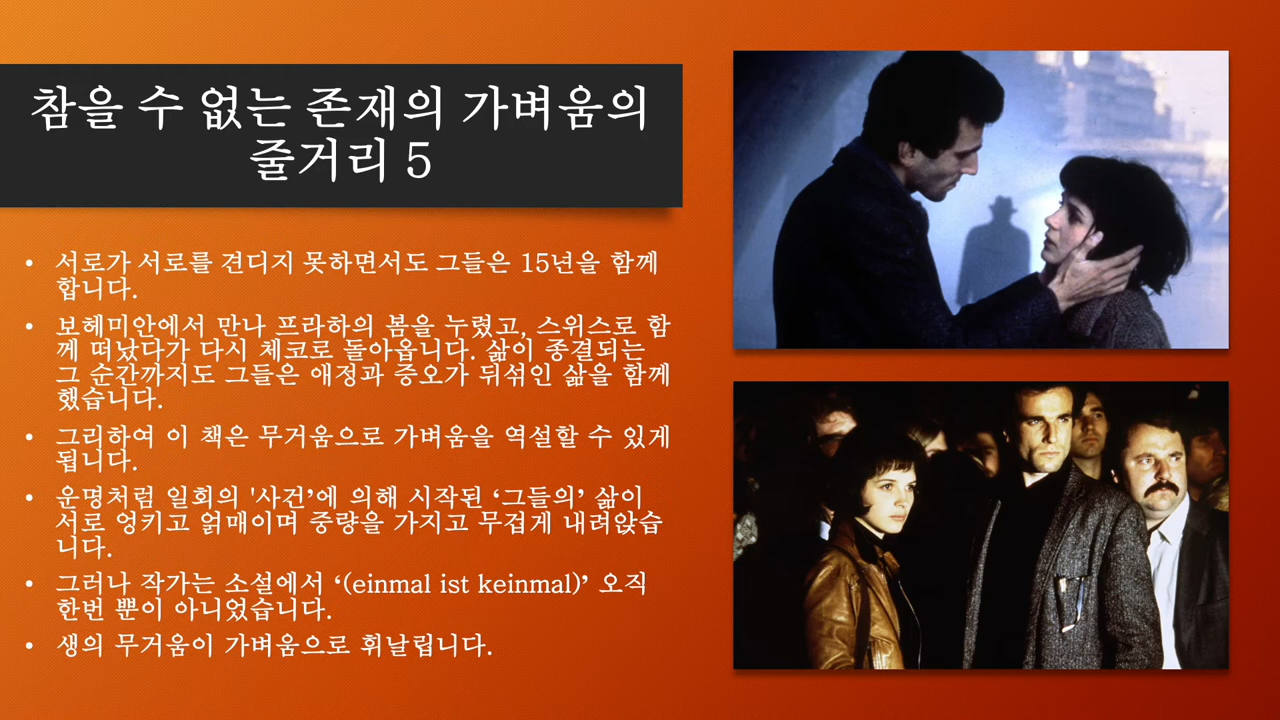 참을 수 없는 존재의 가벼움의
줄거리 5
• 서로가 서로를 견디지 못하면서도 그들은 15년을 함께
합니다.
• 보헤미안에서 만나 프라하의 봄을 누렸고, 스위스로 함
께 떠났다가 다시 체코로 돌아옵니다. 삶이 종결되는
그 순간까지도 그들은 애정과 증오가 뒤섞인 삶을 함께
했습니다.
• 그리하여 이 책은 무거움으로 가벼움을 역설할 수 있게
됩니다.
• 운명처럼 일회의 '사건’에 의해 시작된 ‘그들의’ 삶이
서로 엉키고 얽매이며 중량을 가지고 무겁게 내려앉습
니다.
• 그러나 작가는 소설에서 ‘(einmal ist keinmal)’ 오직
한번 뿐이 아니었습니다.
• 생의 무거움이 가벼움으로 휘날립니다.